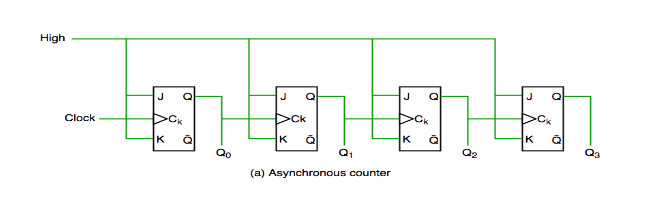 High
J Q J Q J Q J Q
Clock Ck Ck Ck Ck
K Q̄ K Q̄ K Q̄ K Q̄
Q0 Q1 Q2 Q3
(a) Asynchronous counter